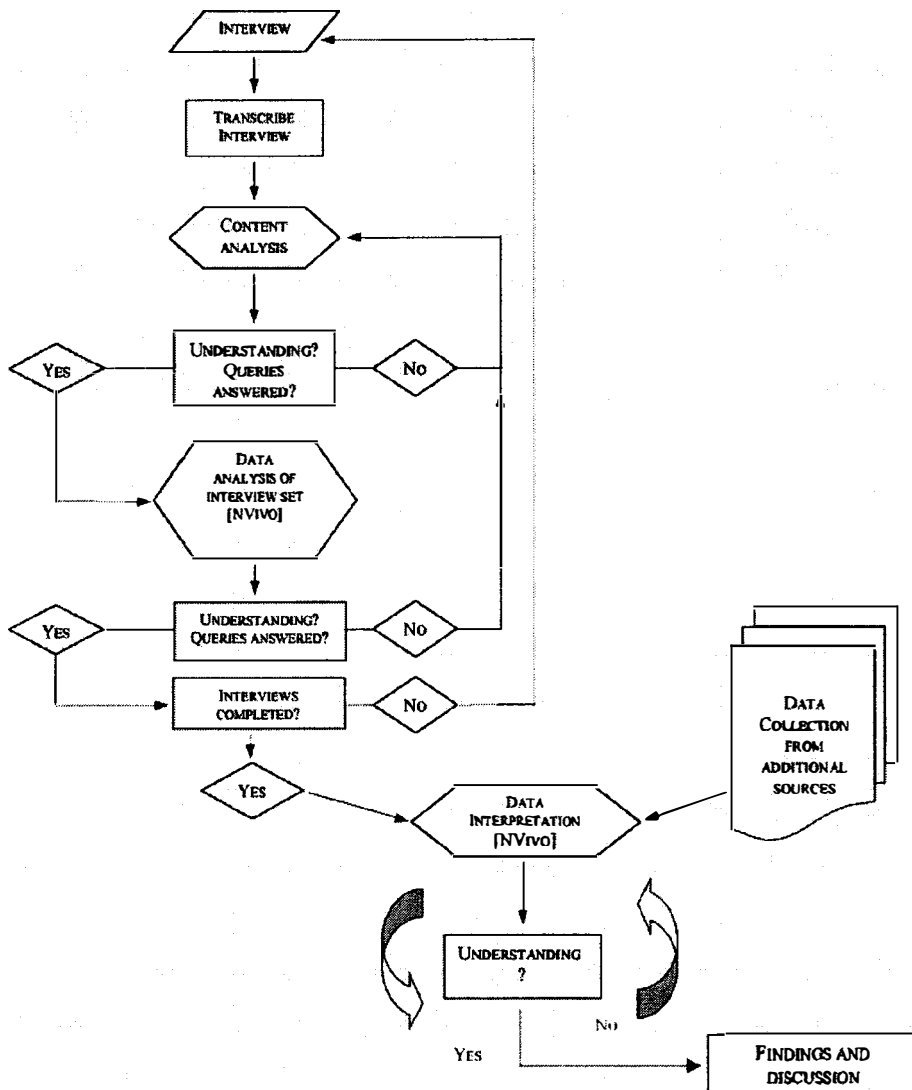 INTERVIEW
TRANSCRIBE
INTERVIEW
CONTENT
ANALYSIS
UNDERSTANDING?
QUERIES
ANSWERED?
YES
NO
DATA
ANALYSIS OF
INTERVIEW SET
[NVIVO]
UNDERSTANDING?
QUERIES ANSWERED?
YES
NO
INTERVIEWS
COMPLETED?
NO
YES
DATA
COLLECTION
FROM
ADDITIONAL
SOURCES
DATA
INTERPRETATION
[NVIVO]
UNDERSTANDING
?
NO
YES
FINDINGS AND
DISCUSSION